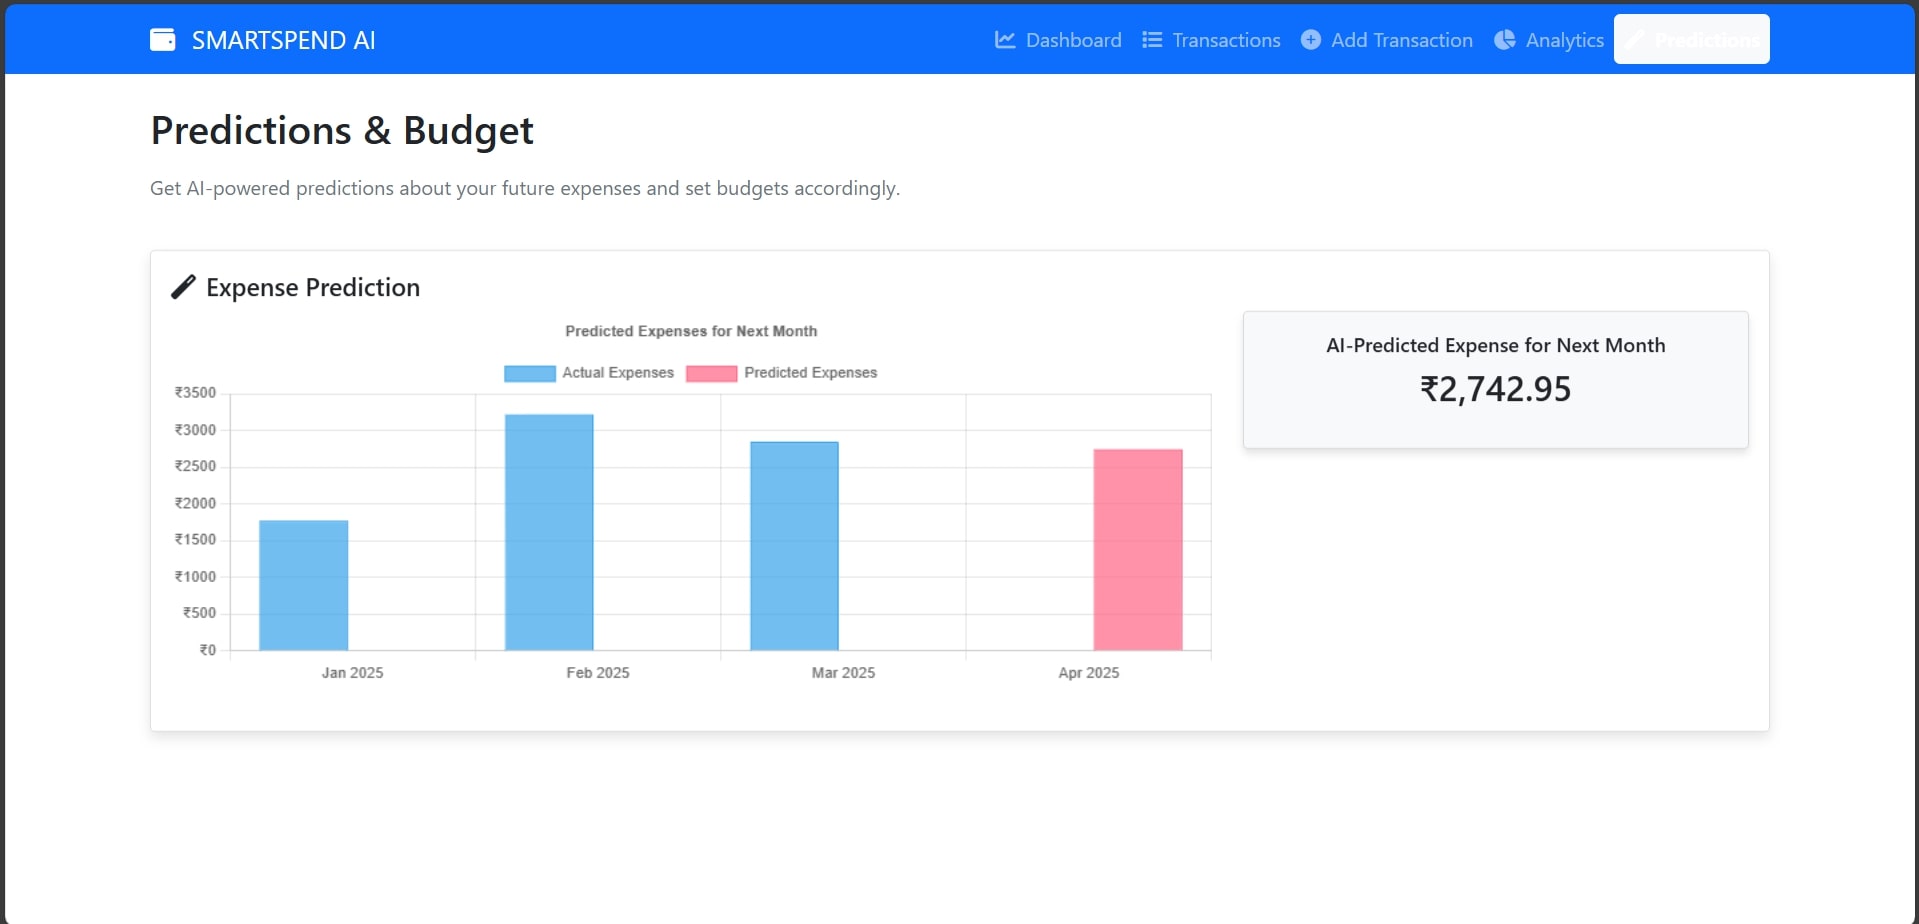 SMARTSPEND AI
Dashboard
Transactions
Add Transaction
Analytics
Predictions
Predictions & Budget
Get AI-powered predictions about your future expenses and set budgets accordingly.
Expense Prediction
Predicted Expenses for Next Month
Actual Expenses
Predicted Expenses
₹3500
₹3000
₹2500
₹2000
₹1500
₹1000
₹500
₹0
Jan 2025
Feb 2025
Mar 2025
Apr 2025
AI-Predicted Expense for Next Month
₹2,742.95